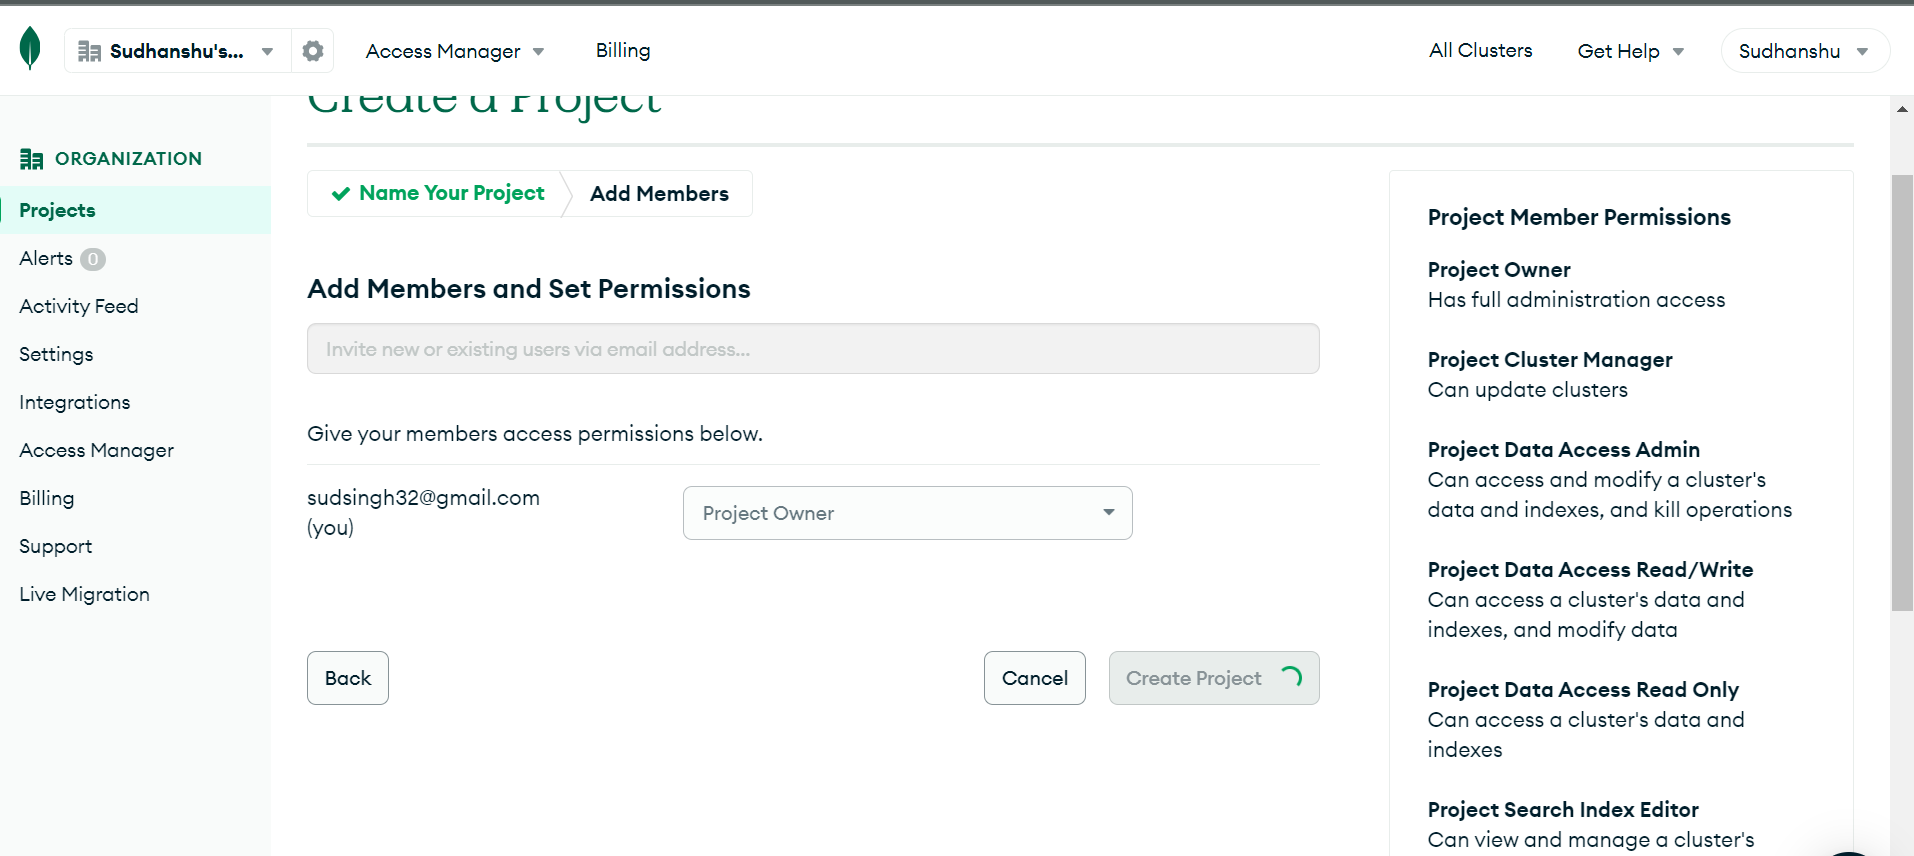 Sudhanshu's...
Access Manager
Billing
All Clusters
Get Help
Sudhanshu
Create a Project
ORGANIZATION
Projects
Alerts 0
Activity Feed
Settings
Integrations
Access Manager
Billing
Support
Live Migration
Name Your Project
Add Members
Add Members and Set Permissions
Invite new or existing users via email address...
Give your members access permissions below.
sudsingh32@gmail.com
(you)
Project Owner
Back
Cancel
Create Project
Project Member Permissions
Project Owner
Has full administration access
Project Cluster Manager
Can update clusters
Project Data Access Admin
Can access and modify a cluster's
data and indexes, and kill operations
Project Data Access Read/Write
Can access a cluster's data and
indexes, and modify data
Project Data Access Read Only
Can access a cluster's data and
indexes
Project Search Index Editor
Can view and manage a cluster's